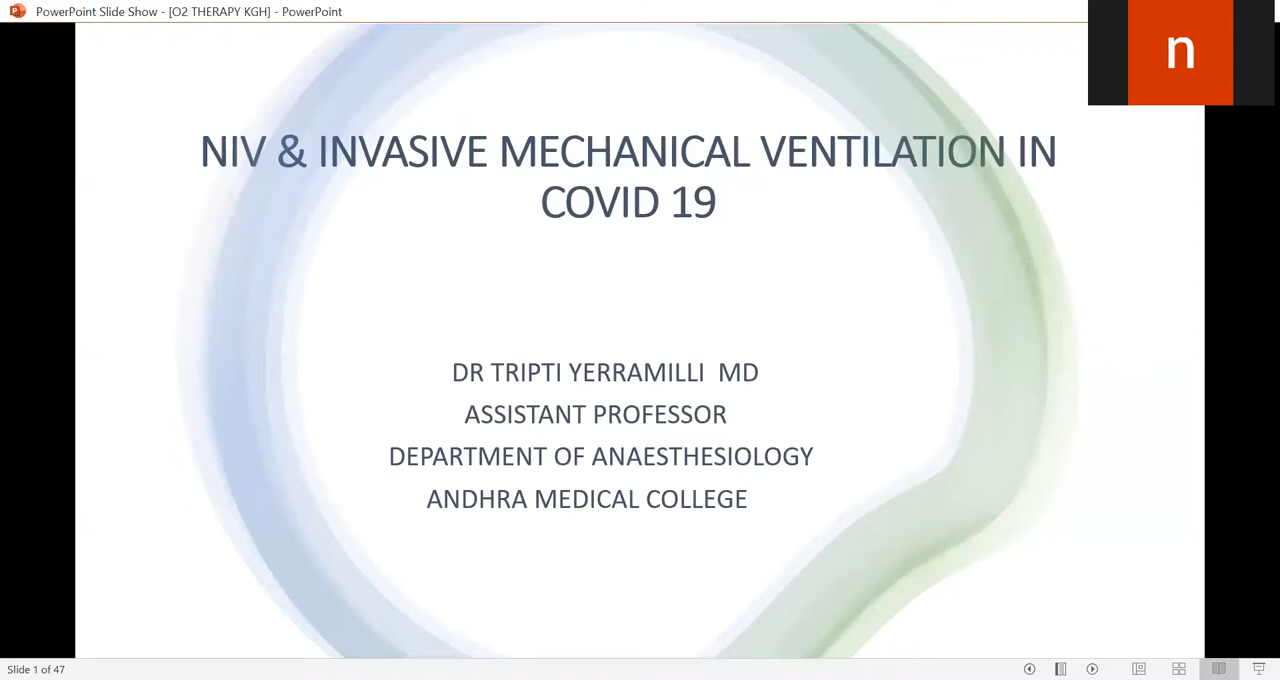 PowerPoint Slide Show - [O2 THERAPY KGH] - PowerPoint
n
NIV & INVASIVE MECHANICAL VENTILATION IN
COVID 19
DR TRIPTI YERRAMILLI MD
ASSISTANT PROFESSOR
DEPARTMENT OF ANAESTHESIOLOGY
ANDHRA MEDICAL COLLEGE
Slide 1 of 47